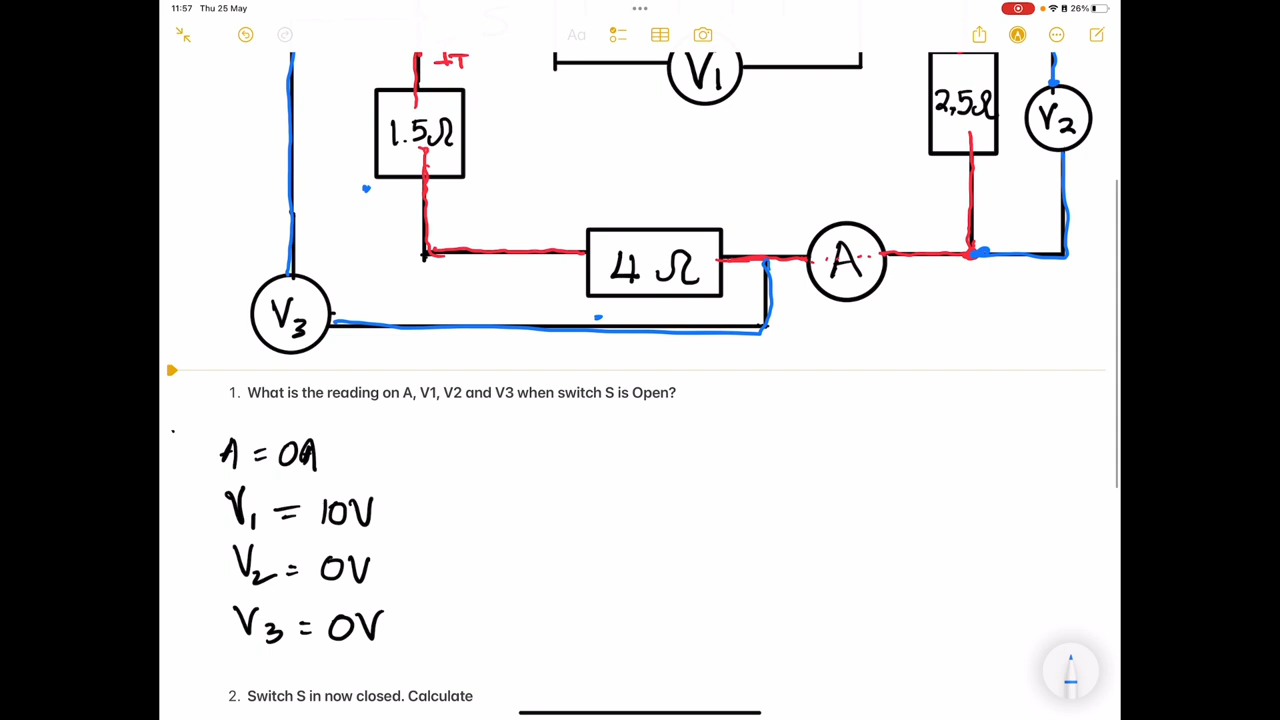 11:57 Thu 25 May
26%
Aa
IT
V1
1.5Ω
2,5Ω
V2
4 Ω
A
V3
1. What is the reading on A, V1, V2 and V3 when switch S is Open?
A = 0A
V1 = 10V
V2 = 0V
V3 = 0V
2. Switch S in now closed. Calculate